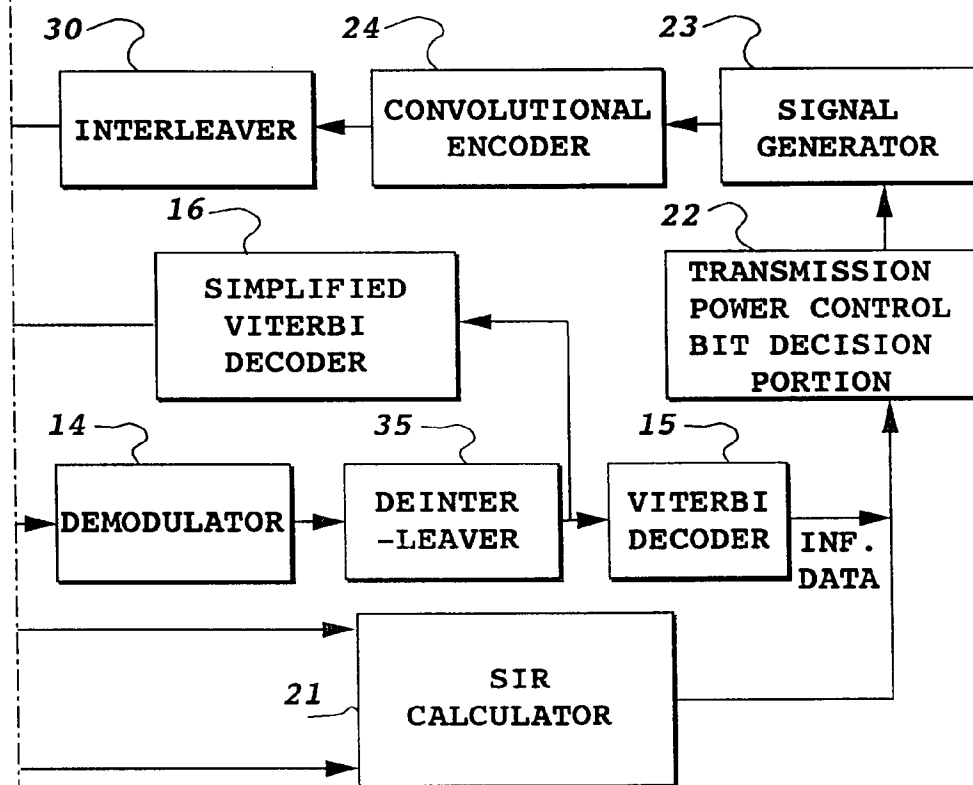 30
24
23
INTERLEAVER
CONVOLUTIONAL
ENCODER
SIGNAL
GENERATOR
16
22
SIMPLIFIED
VITERBI
DECODER
TRANSMISSION
POWER CONTROL
BIT DECISION
PORTION
14
35
15
DEMODULATOR
DEINTER
-LEAVER
VITERBI
DECODER
INF.
DATA
21
SIR
CALCULATOR